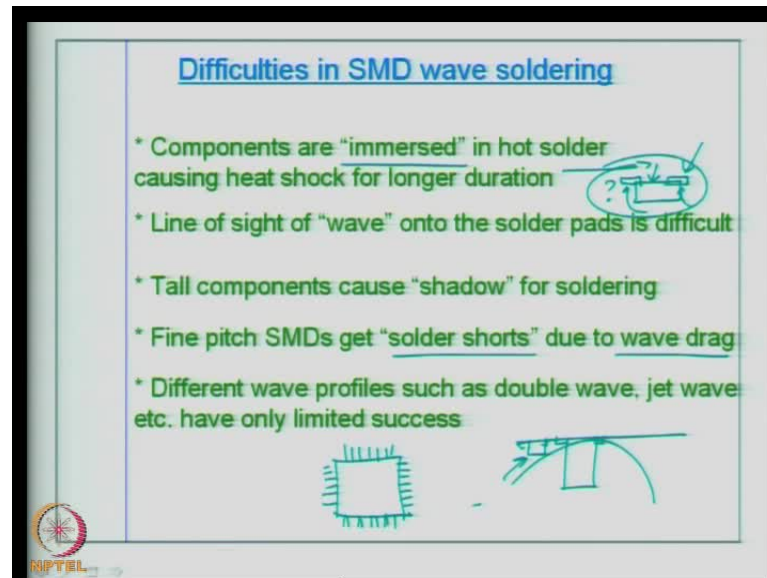 Difficulties in SMD wave soldering
* Components are "immersed" in hot solder
causing heat shock for longer duration
?
* Line of sight of "wave" onto the solder pads is difficult
* Tall components cause "shadow" for soldering
* Fine pitch SMDs get "solder shorts" due to wave drag
* Different wave profiles such as double wave, jet wave
etc. have only limited success
NPTEL